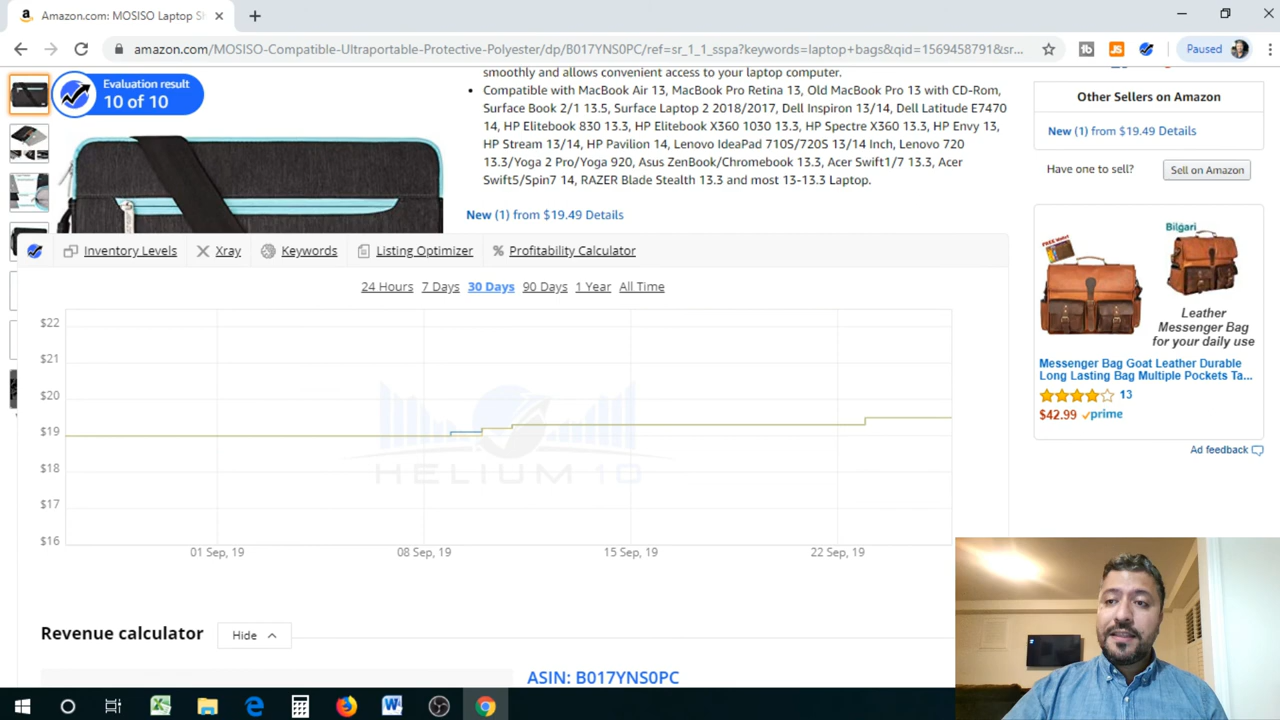 Amazon.com: MOSISO Laptop Sh
amazon.com/MOSISO-Compatible-Ultraportable-Protective-Polyester/dp/B017YNS0PC/ref=sr_1_1_sspa?keywords=laptop+bags&qid=1569458791&sr...
Paused
Evaluation result
10 of 10
smoothly and allows convenient access to your laptop computer.
Compatible with MacBook Air 13, MacBook Pro Retina 13, Old MacBook Pro 13 with CD-Rom,
Surface Book 2/1 13.5, Surface Laptop 2 2018/2017, Dell Inspiron 13/14, Dell Latitude E7470
14, HP Elitebook 830 13.3, HP Elitebook X360 1030 13.3, HP Spectre X360 13.3, HP Envy 13,
HP Stream 13/14, HP Pavilion 14, Lenovo IdeaPad 710S/720S 13/14 Inch, Lenovo 720
13.3/Yoga 2 Pro/Yoga 920, Asus ZenBook/Chromebook 13.3, Acer Swift1/7 13.3, Acer
Swift5/Spin7 14, RAZER Blade Stealth 13.3 and most 13-13.3 Laptop.
New (1) from $19.49 Details
Other Sellers on Amazon
New (1) from $19.49 Details
Have one to sell?
Sell on Amazon
Inventory Levels
Xray
Keywords
Listing Optimizer
% Profitability Calculator
24 Hours 7 Days 30 Days 90 Days 1 Year All Time
$22
$21
$20
$19
$18
$17
$16
HELIUM 10
01 Sep, 19
08 Sep, 19
15 Sep, 19
22 Sep, 19
FREE
Bilgari
Leather
Messenger Bag
for your daily use
Messenger Bag Goat Leather Durable
Long Lasting Bag Multiple Pockets Ta...
13
$42.99 prime
Ad feedback
Revenue calculator
Hide
ASIN: B017YNS0PC